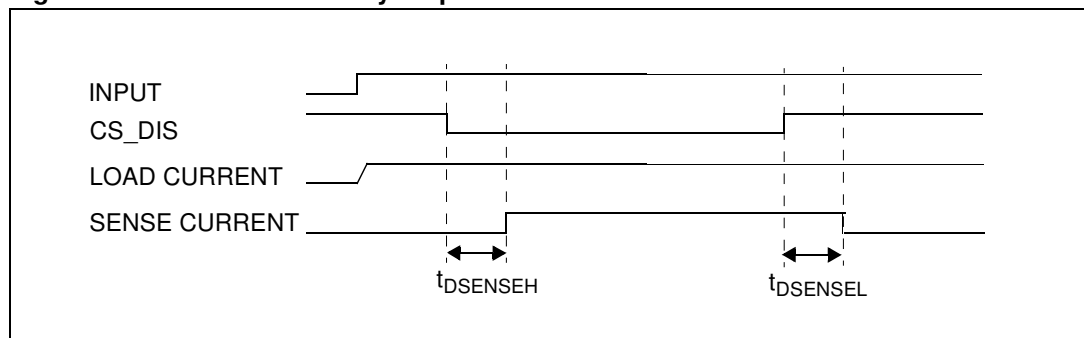 INPUT
CS_DIS
LOAD CURRENT
SENSE CURRENT
tDSENSEH
tDSENSEL